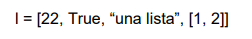 l = [22, True, “una lista”, [1, 2]]